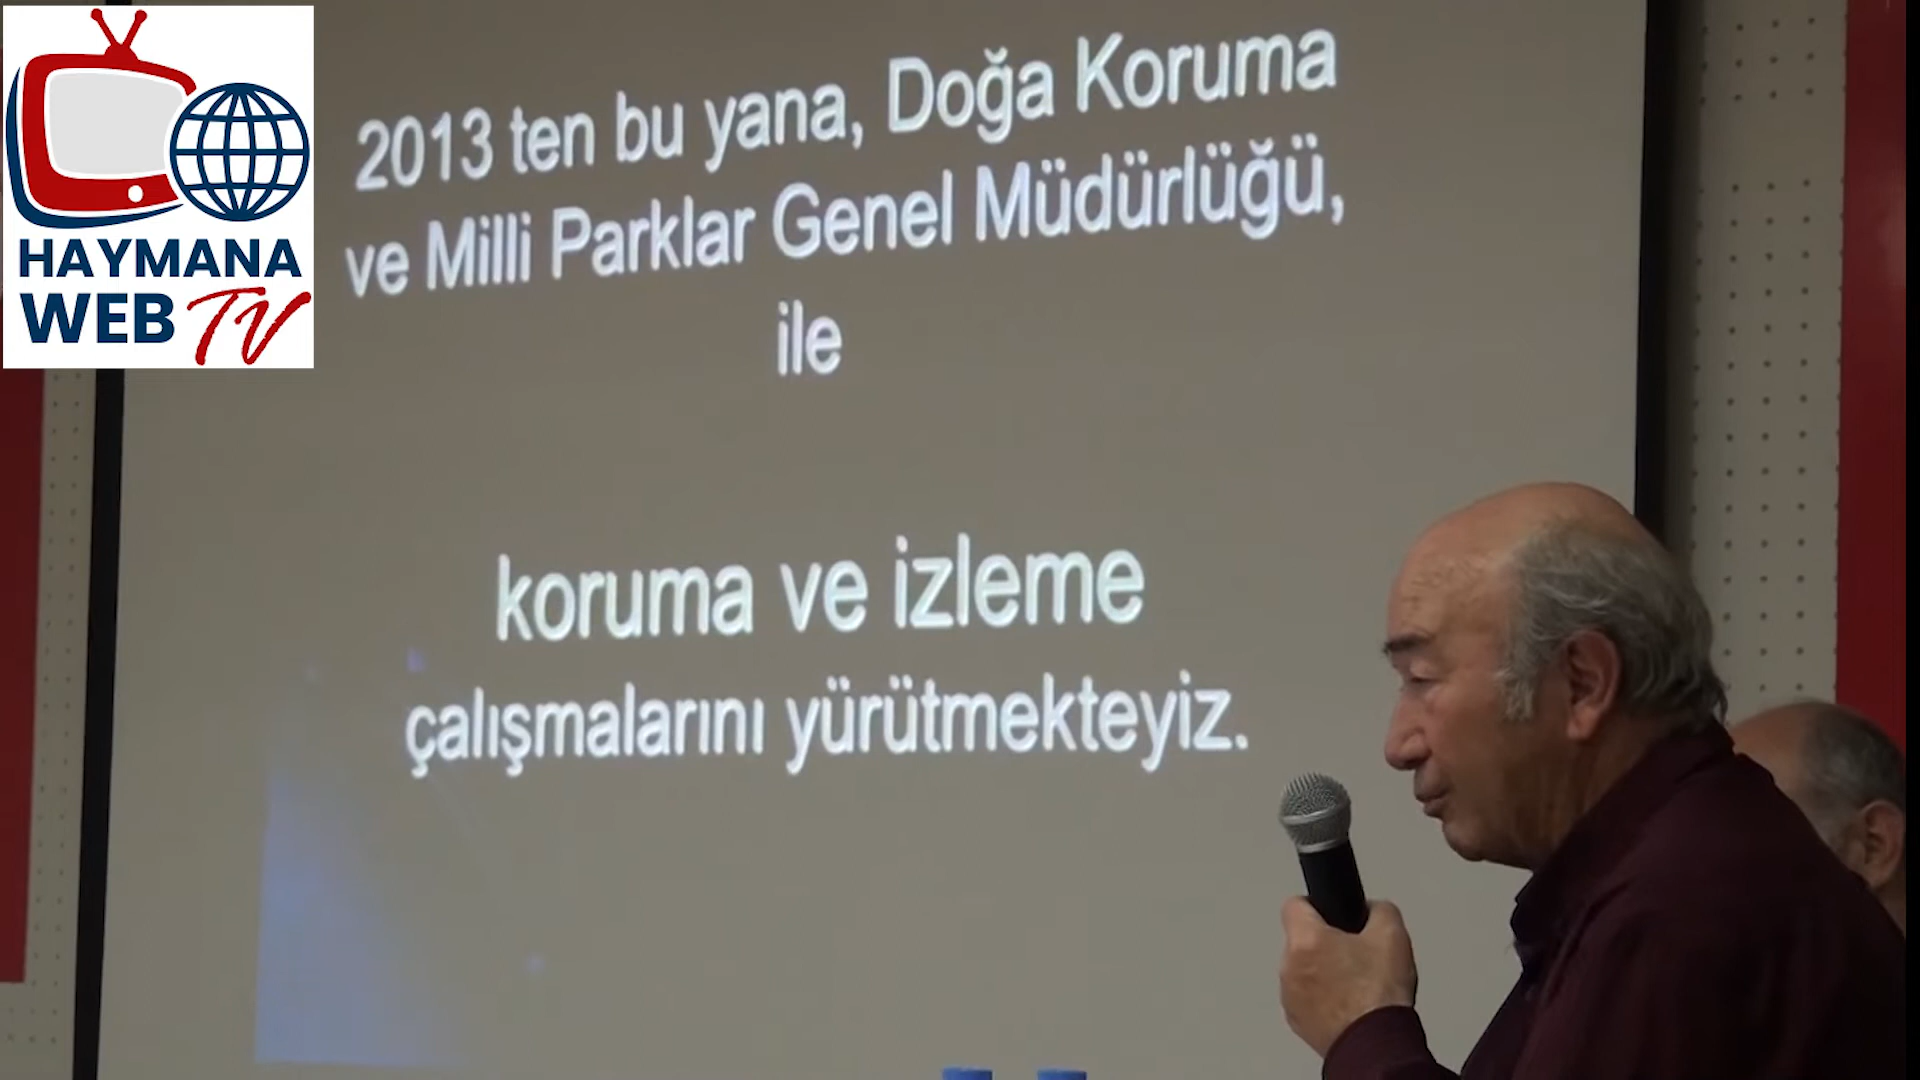 HAYMANA
WEB TV
2013 ten bu yana, Doğa Koruma
ve Milli Parklar Genel Müdürlüğü,
ile
koruma ve izleme
çalışmalarını yürütmekteyiz.